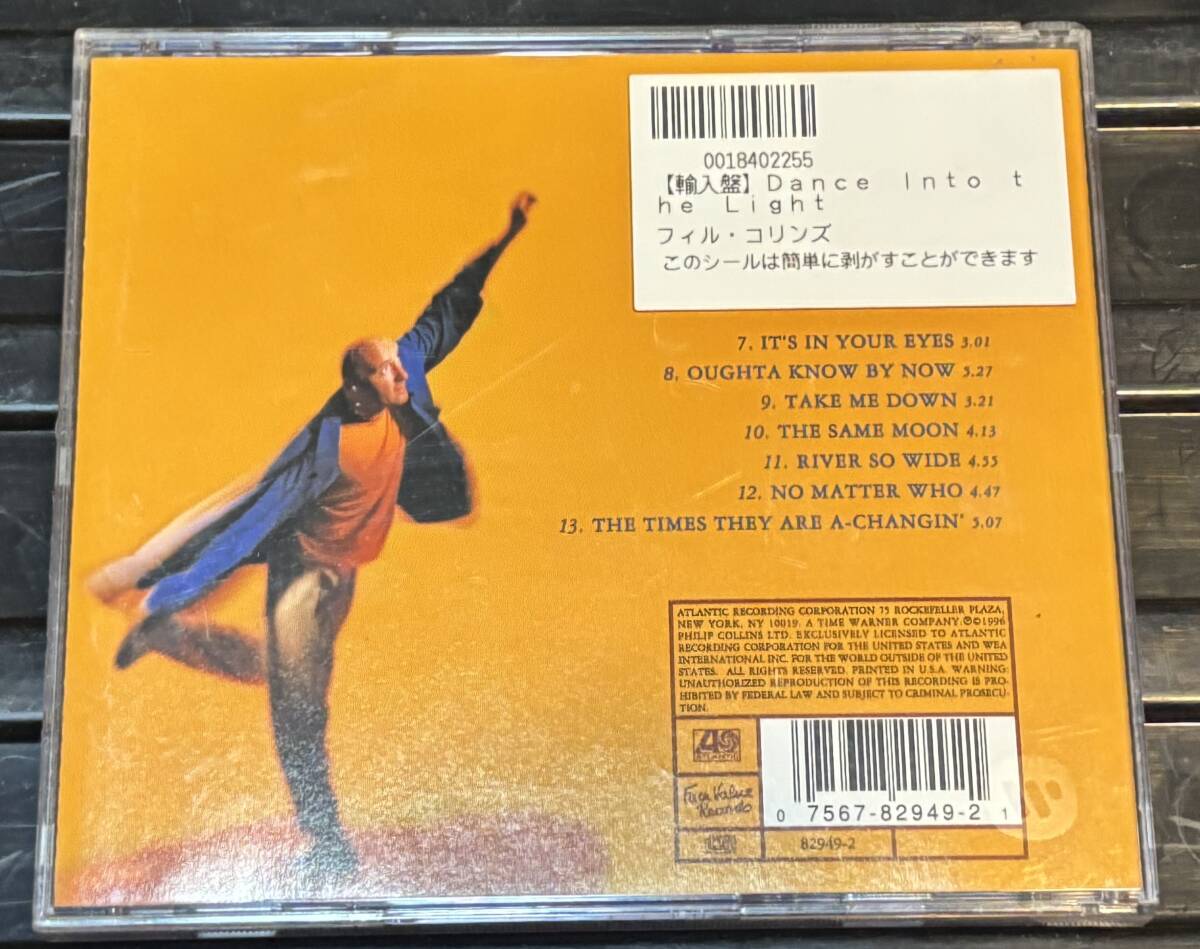 0018402255
【輸入盤】Dance Into t
he Light
フィル・コリンズ
このシールは簡単に剥がすことができます
7. IT'S IN YOUR EYES 3.01
8. OUGHTA KNOW BY NOW 5.27
9. TAKE ME DOWN 3.21
10. THE SAME MOON 4.13
11. RIVER SO WIDE 4.55
12. NO MATTER WHO 4.47
13. THE TIMES THEY ARE A-CHANGIN' 5.07
ATLANTIC RECORDING CORPORATION 75 ROCKEFELLER PLAZA,
NEW YORK, NY 10019. A TIME WARNER COMPANY. ℗©1996
PHILIP COLLINS LTD. EXCLUSIVELY LICENSED TO ATLANTIC
RECORDING CORPORATION FOR THE UNITED STATES AND WEA
INTERNATIONAL INC. FOR THE WORLD OUTSIDE OF THE UNITED
STATES. ALL RIGHTS RESERVED. PRINTED IN U.S.A. WARNING:
UNAUTHORIZED REPRODUCTION OF THIS RECORDING IS PRO-
HIBITED BY FEDERAL LAW AND SUBJECT TO CRIMINAL PROSECU-
TION.
ATLANTIC
Face Value
Records
0 7567-82949-2 1
82949-2